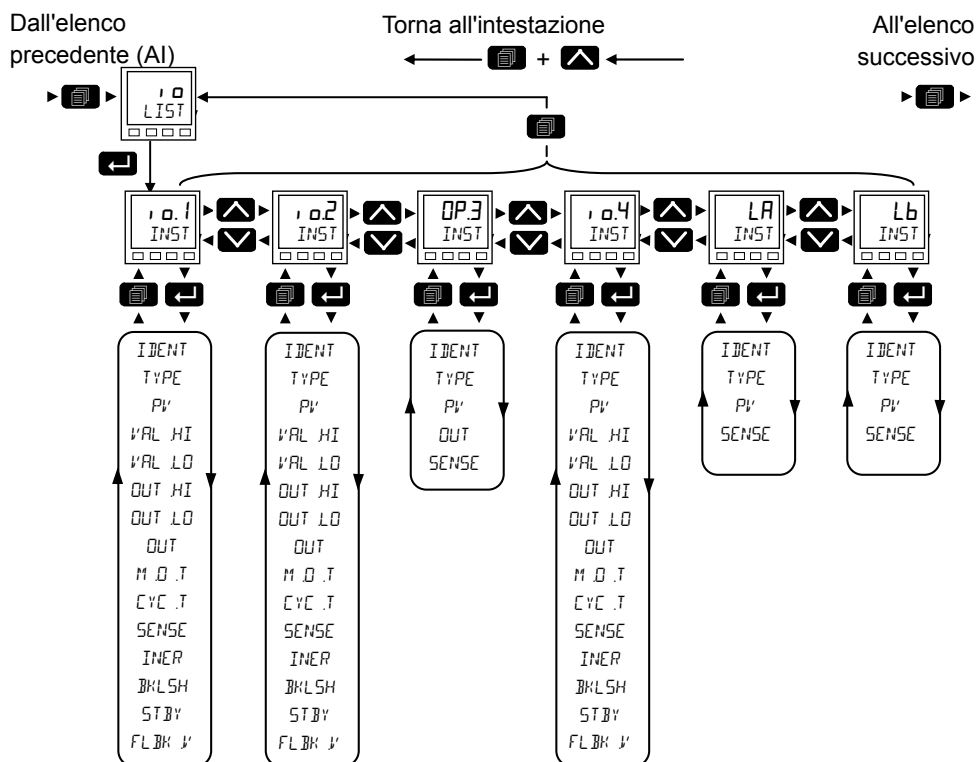 Dall'elenco
precedente (AI)
Torna all'intestazione
+
All'elenco
successivo
io
LIST
io.1
INST
io.2
INST
OP.3
INST
io.4
INST
LA
INST
Lb
INST
IDENT
TYPE
PV
VAL.HI
VAL.LO
OUT.HI
OUT.LO
OUT
M.O.T
CYC.T
SENSE
INER
BKLSH
STBY
FLBK.V
IDENT
TYPE
PV
VAL.HI
VAL.LO
OUT.HI
OUT.LO
OUT
M.O.T
CYC.T
SENSE
INER
BKLSH
STBY
FLBK.V
IDENT
TYPE
PV
OUT
SENSE
IDENT
TYPE
PV
VAL.HI
VAL.LO
OUT.HI
OUT.LO
OUT
M.O.T
CYC.T
SENSE
INER
BKLSH
STBY
FLBK.V
IDENT
TYPE
PV
SENSE
IDENT
TYPE
PV
SENSE